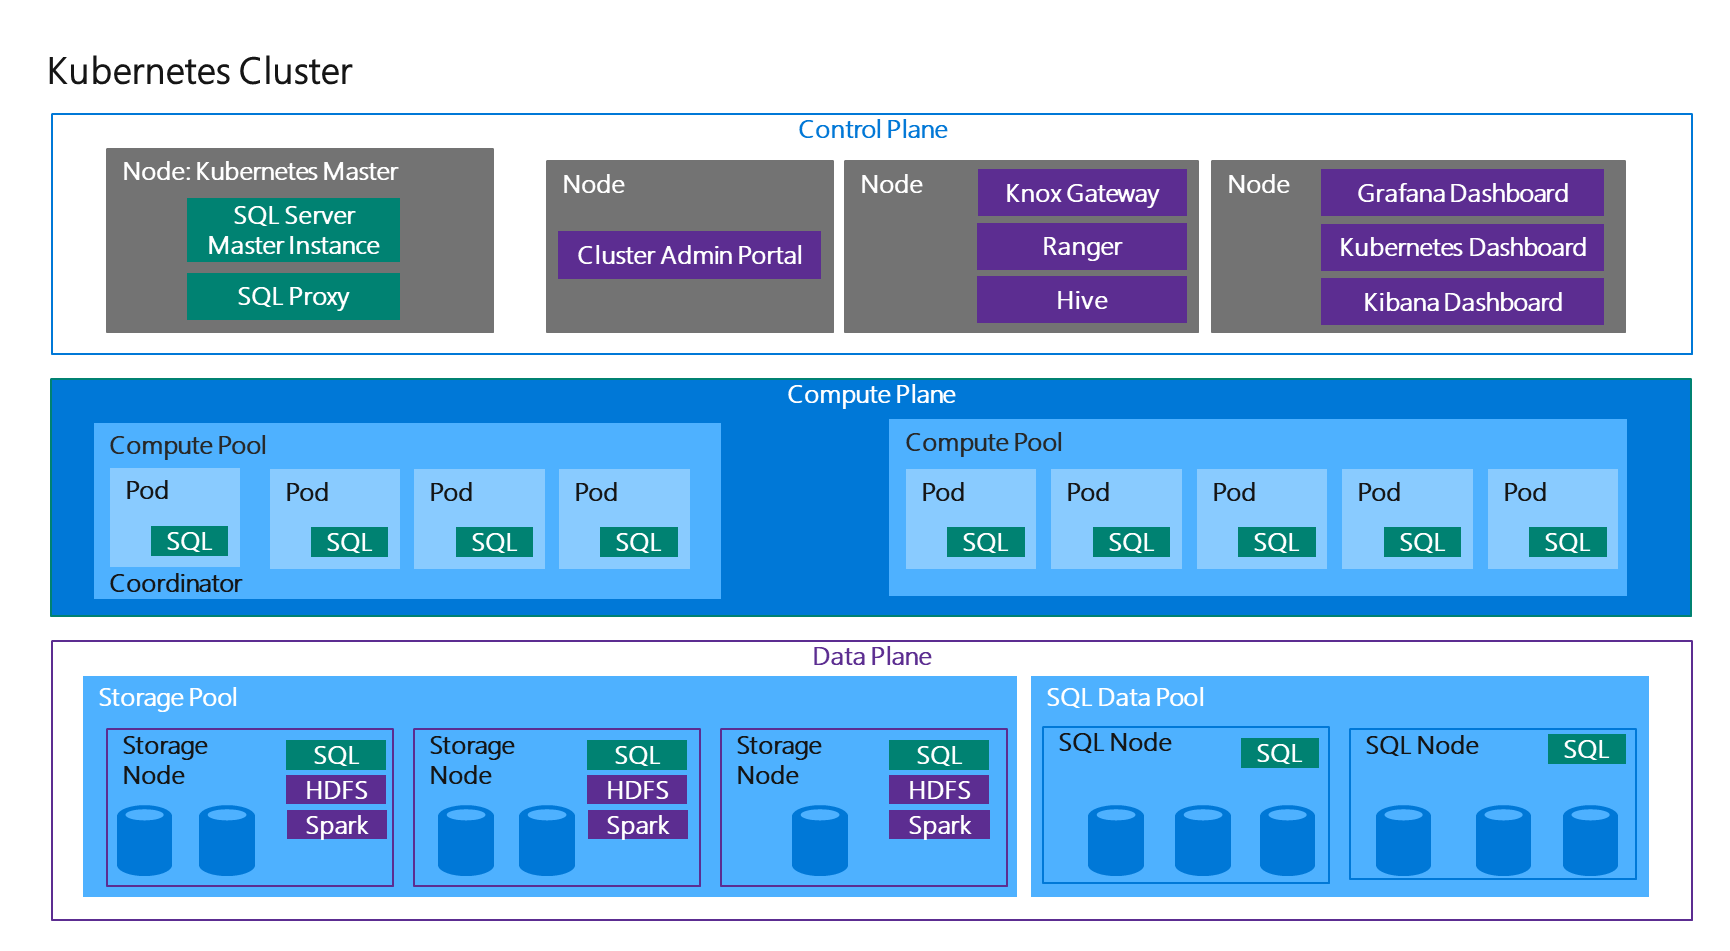 Kubernetes Cluster
Control Plane
Node: Kubernetes Master
SQL Server
Master Instance
SQL Proxy
Node
Cluster Admin Portal
Node
Knox Gateway
Ranger
Hive
Node
Grafana Dashboard
Kubernetes Dashboard
Kibana Dashboard
Compute Plane
Compute Pool
Pod
SQL
Coordinator
Pod
SQL
Pod
SQL
Pod
SQL
Compute Pool
Pod
SQL
Pod
SQL
Pod
SQL
Pod
SQL
Pod
SQL
Data Plane
Storage Pool
Storage
Node
SQL
HDFS
Spark
Storage
Node
SQL
HDFS
Spark
Storage
Node
SQL
HDFS
Spark
SQL Data Pool
SQL Node
SQL
SQL Node
SQL